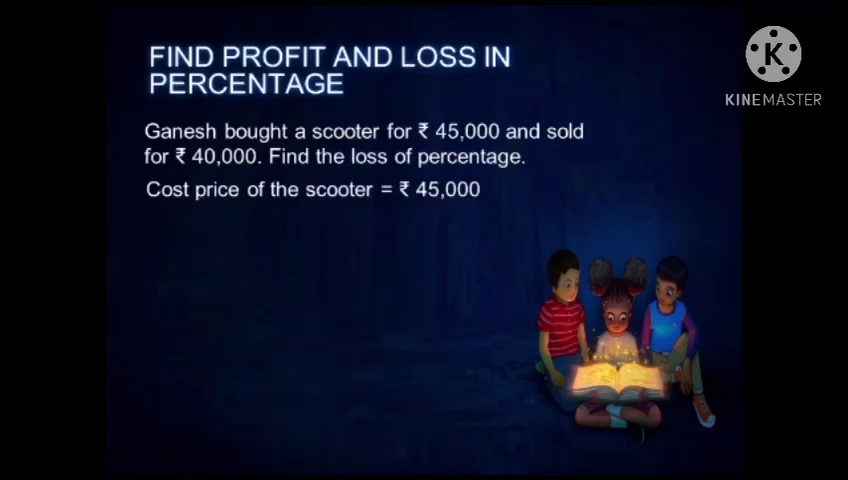 FIND PROFIT AND LOSS IN
PERCENTAGE
Ganesh bought a scooter for ₹ 45,000 and sold
for ₹ 40,000. Find the loss of percentage.
Cost price of the scooter = ₹ 45,000
K
KINEMASTER